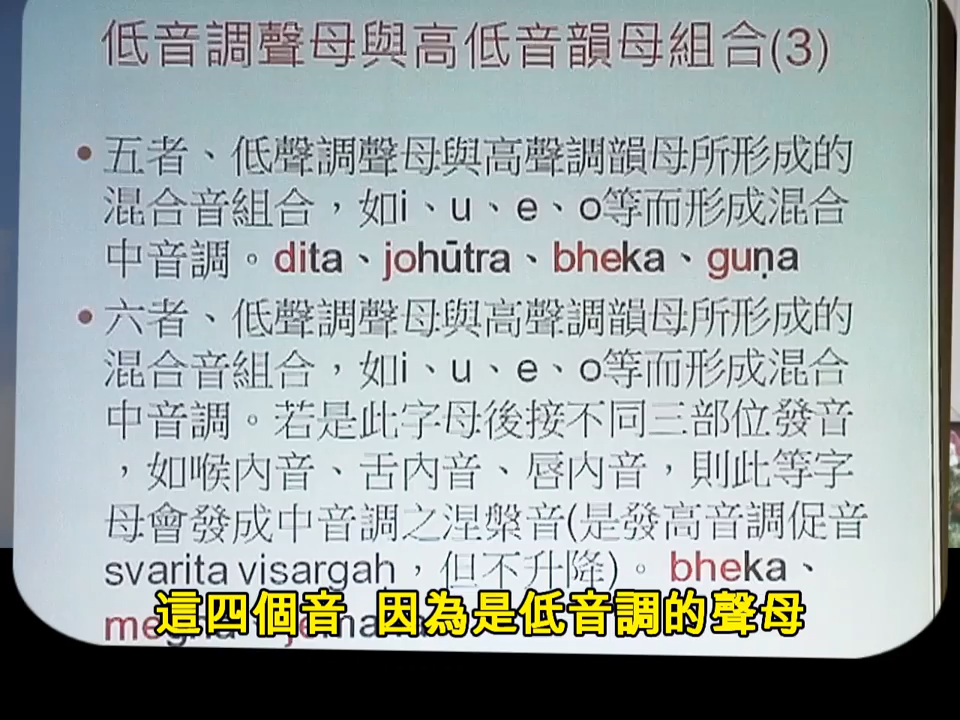 低音調聲母與高低音韻母組合(3)
• 五者、低聲調聲母與高聲調韻母所形成的
混合音組合，如i、u、e、o等而形成混合
中音調。dita、johūtra、bheka、guṇa
• 六者、低聲調聲母與高聲調韻母所形成的
混合音組合，如i、u、e、o等而形成混合
中音調。若是此字母後接不同三部位發音
，如喉內音、舌內音、唇內音，則此等字
母會發成中音調之涅槃音(是發高音調促音
svarita visargah，但不升降)。bheka、
這四個音 因為是低音調的聲母